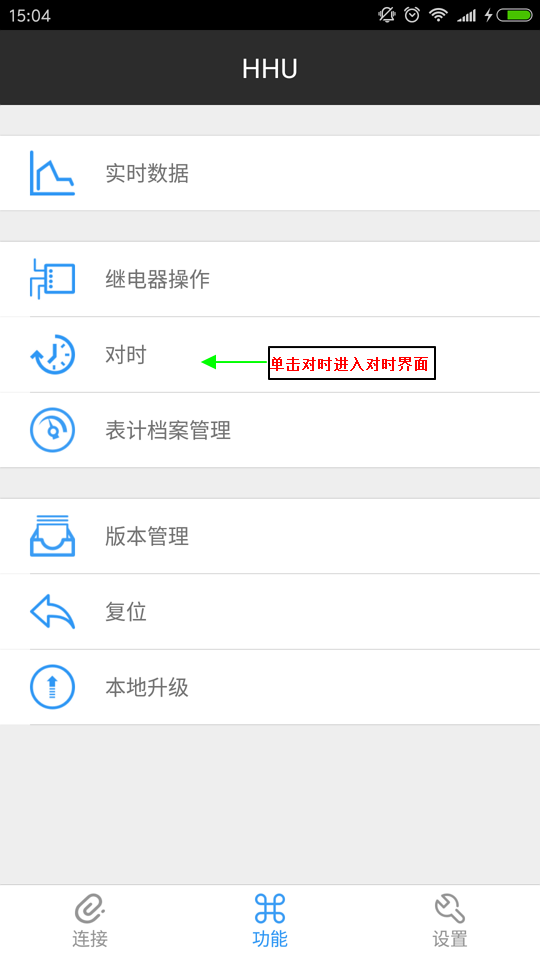 15:04
HHU
实时数据
继电器操作
对时
单击对时进入对时界面
表计档案管理
版本管理
复位
本地升级
连接
功能
设置